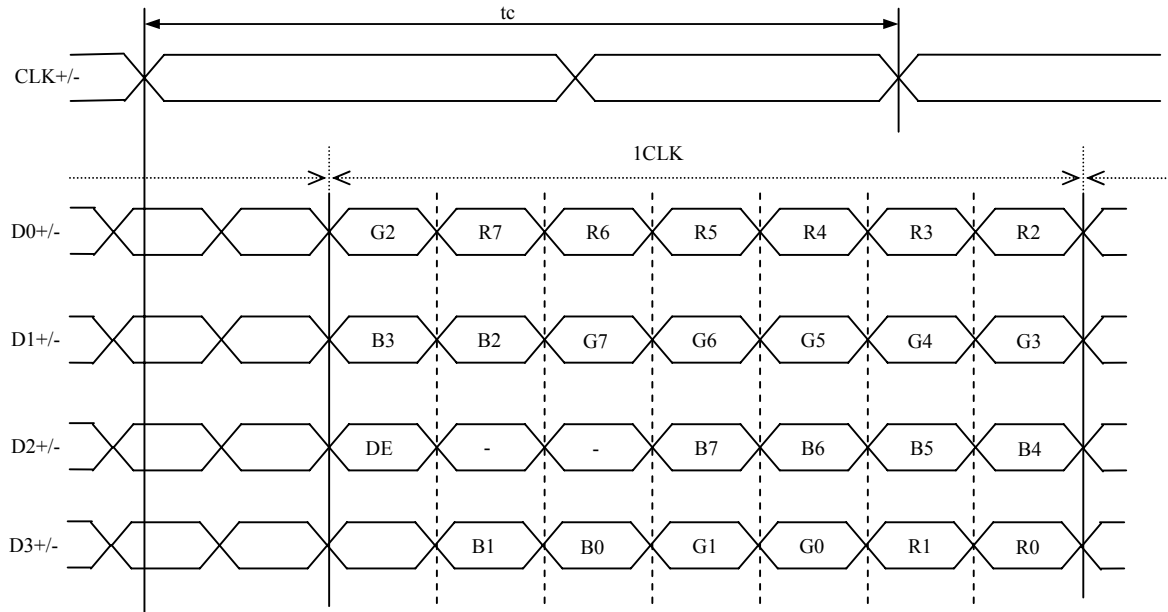 tc
CLK+/-
1CLK
D0+/- G2 R7 R6 R5 R4 R3 R2
D1+/- B3 B2 G7 G6 G5 G4 G3
D2+/- DE - - B7 B6 B5 B4
D3+/- B1 B0 G1 G0 R1 R0